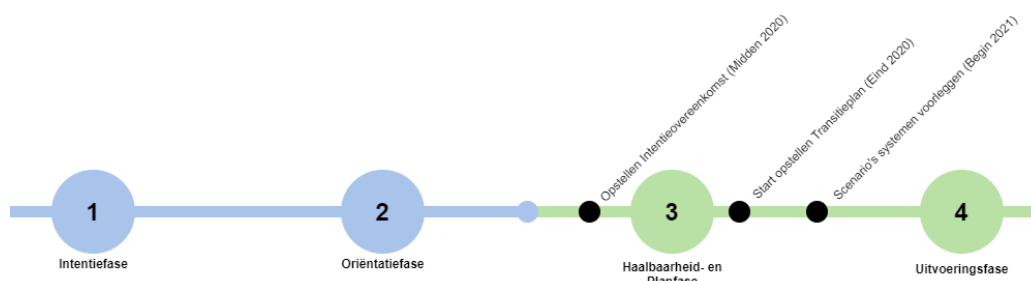 Opstellen Intentieovereenkomst (Midden 2020)
Start opstellen Transitieplan (Eind 2020)
Scenario's systemen voorleggen (Begin 2021)
1
2
3
4
Intentiefase
Oriëntatiefase
Haalbaarheid- en
Planfase
Uitvoeringsfase